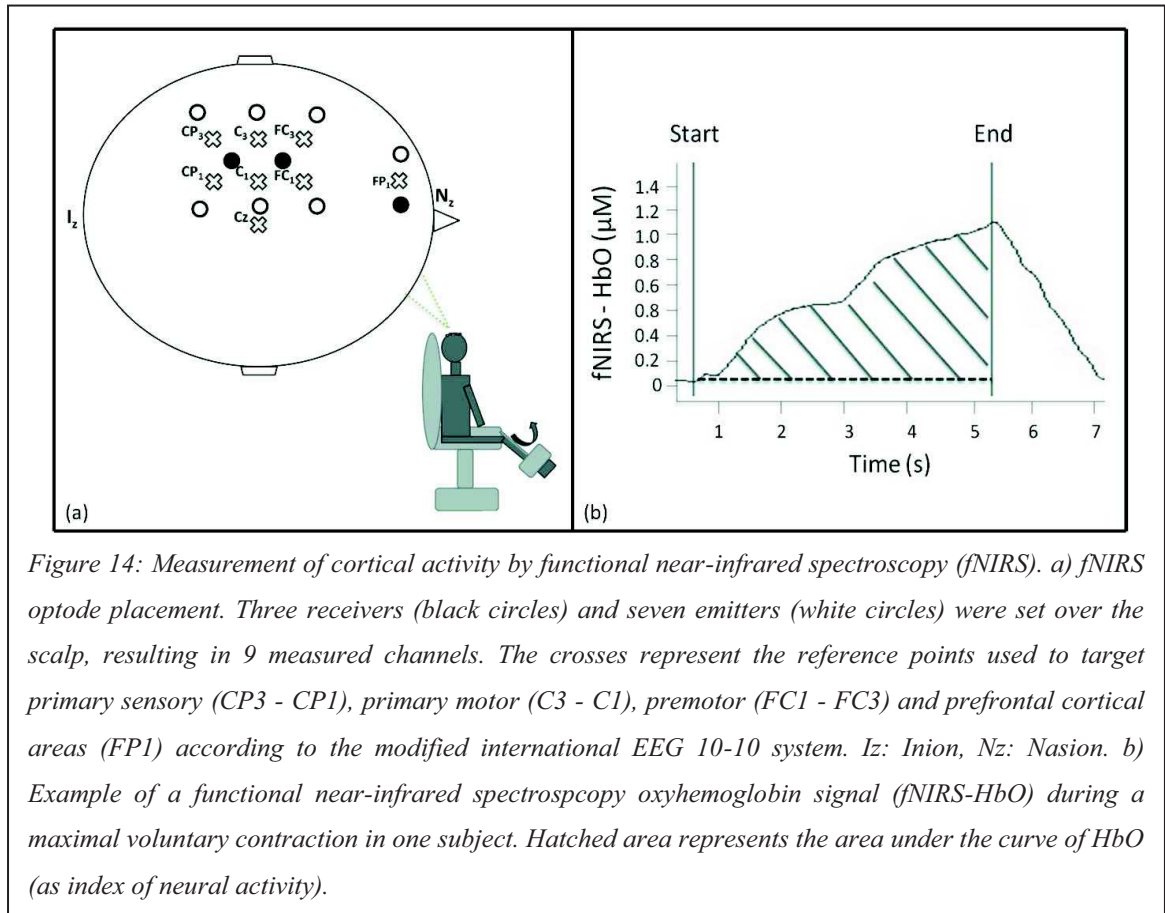 CP3 C3 FC3
CP1 C1 FC1 FP1
Iz Nz
Cz
(a)
Start End
fNIRS - HbO (µM)
1.4
1.2
1.0
0.8
0.6
0.8
0.4
0.2
0
1 2 3 4 5 6 7
Time (s)
(b)
Figure 14: Measurement of cortical activity by functional near-infrared spectroscopy (fNIRS). a) fNIRS
optode placement. Three receivers (black circles) and seven emitters (white circles) were set over the
scalp, resulting in 9 measured channels. The crosses represent the reference points used to target
primary sensory (CP3 - CP1), primary motor (C3 - C1), premotor (FC1 - FC3) and prefrontal cortical
areas (FP1) according to the modified international EEG 10-10 system. Iz: Inion, Nz: Nasion. b)
Example of a functional near-infrared spectrospcopy oxyhemoglobin signal (fNIRS-HbO) during a
maximal voluntary contraction in one subject. Hatched area represents the area under the curve of HbO
(as index of neural activity).